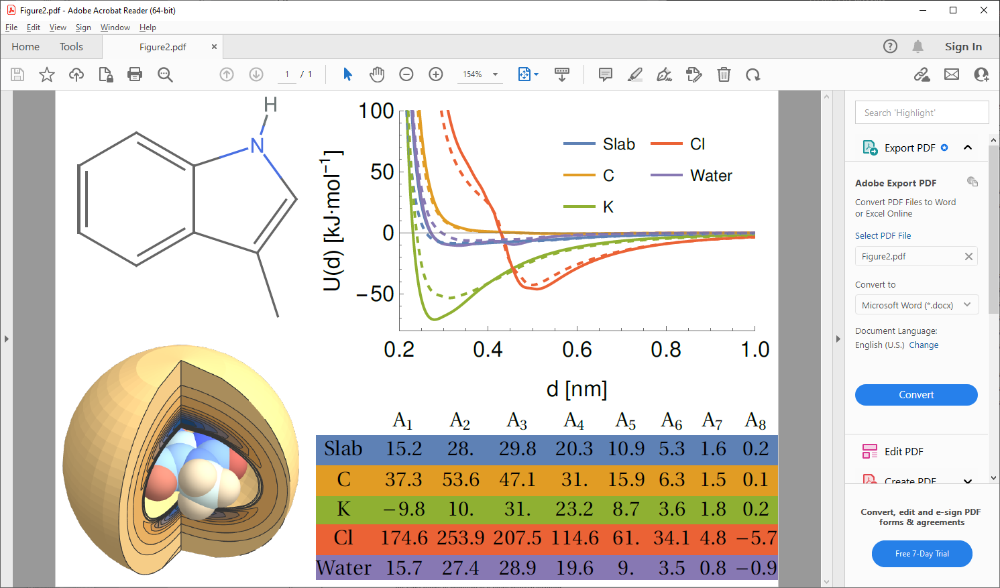 Figure2.pdf - Adobe Acrobat Reader (64-bit)
File Edit View Sign Window Help
Home Tools Figure2.pdf × ? Sign In
1 / 1 154%
H
N
100
50
0
−50
U(d) [kJ·mol⁻¹]
Slab Cl
C Water
K
0.2 0.4 0.6 0.8 1.0
d [nm]
A₁ A₂ A₃ A₄ A₅ A₆ A₇ A₈
Slab 15.2 28. 29.8 20.3 10.9 5.3 1.6 0.2
C 37.3 53.6 47.1 31. 15.9 6.3 1.5 0.1
K −9.8 10. 31. 23.2 8.7 3.6 1.8 0.2
Cl 174.6 253.9 207.5 114.6 61. 34.1 4.8 −5.7
Water 15.7 27.4 28.9 19.6 9. 3.5 0.8 −0.9
Search 'Highlight'
Export PDF
Adobe Export PDF
Convert PDF Files to Word
or Excel Online
Select PDF File
Figure2.pdf
Convert to
Microsoft Word (*.docx)
Document Language:
English (U.S.) Change
Convert
Edit PDF
Create PDF
Convert, edit and e-sign PDF
forms & agreements
Free 7-Day Trial